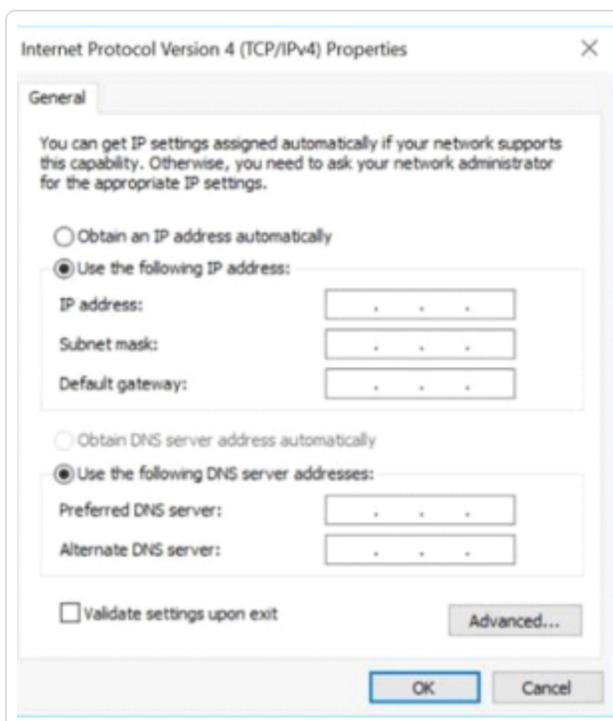 Internet Protocol Version 4 (TCP/IPv4) Properties
General
You can get IP settings assigned automatically if your network supports
this capability. Otherwise, you need to ask your network administrator
for the appropriate IP settings.
Obtain an IP address automatically
Use the following IP address:
IP address:
Subnet mask:
Default gateway:
Obtain DNS server address automatically
Use the following DNS server addresses:
Preferred DNS server:
Alternate DNS server:
Validate settings upon exit
Advanced...
OK
Cancel